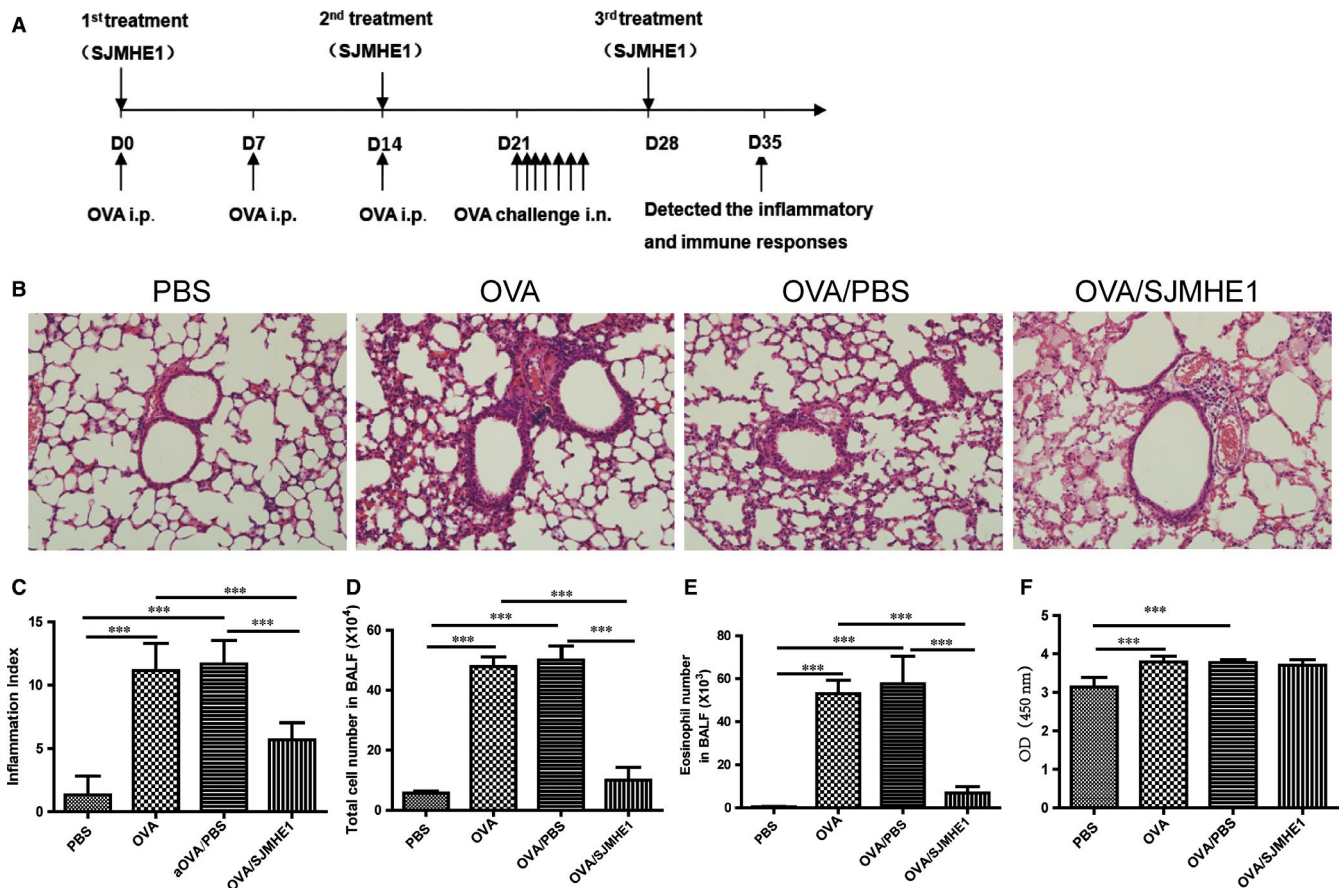 A
1st treatment
（SJMHE1）
2nd treatment
（SJMHE1）
3rd treatment
（SJMHE1）
D0
D7
D14
D21
D28
D35
OVA i.p.
OVA i.p.
OVA i.p.
OVA challenge i.n.
Detected the inflammatory
and immune responses
B
PBS
OVA
OVA/PBS
OVA/SJMHE1
C
Inflammation Index
15
10
5
0
***
***
***
***
PBS
OVA
aOVA/PBS
OVA/SJMHE1
D
Total cell number in BALF (X10⁴)
60
40
20
0
***
***
***
***
PBS
OVA
OVA/PBS
OVA/SJMHE1
E
Eosinophil number
in BALF (X10³)
80
60
40
20
0
***
***
***
***
PBS
OVA
OVA/PBS
OVA/SJMHE1
F
OD（450 nm）
5
4
3
2
1
0
***
***
PBS
OVA
OVA/PBS
OVA/SJMHE1